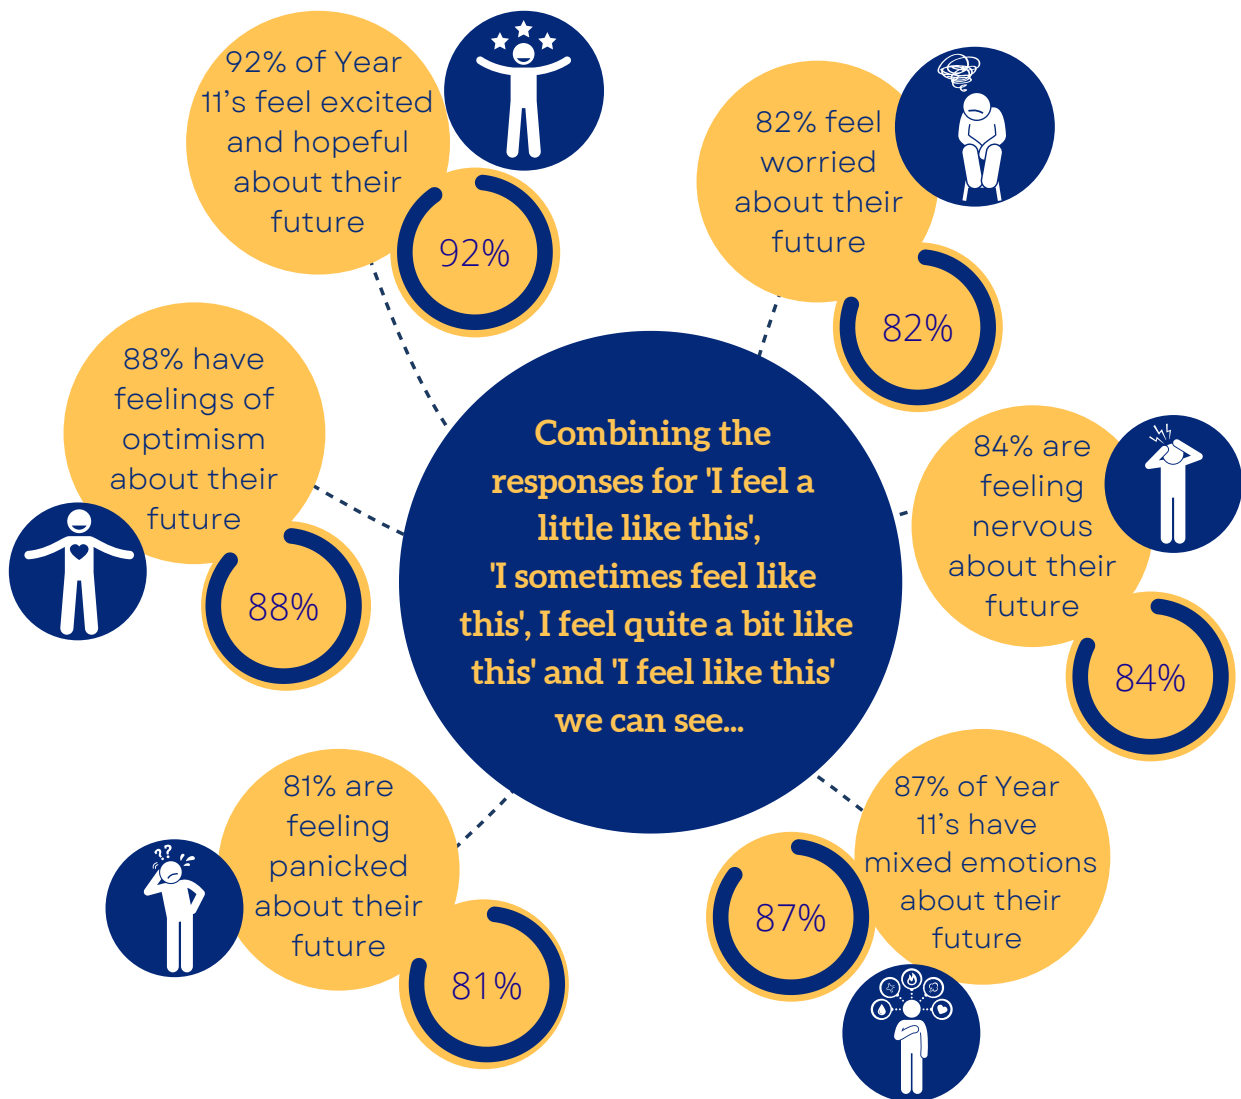 92% of Year
11's feel excited
and hopeful
about their
future
92%
82% feel
worried
about their
future
82%
88% have
feelings of
optimism
about their
future
88%
Combining the
responses for 'I feel a
little like this',
'I sometimes feel like
this', I feel quite a bit like
this' and 'I feel like this'
we can see...
84% are
feeling
nervous
about their
future
84%
81% are
feeling
panicked
about their
future
81%
87% of Year
11's have
mixed emotions
about their
future
87%
??